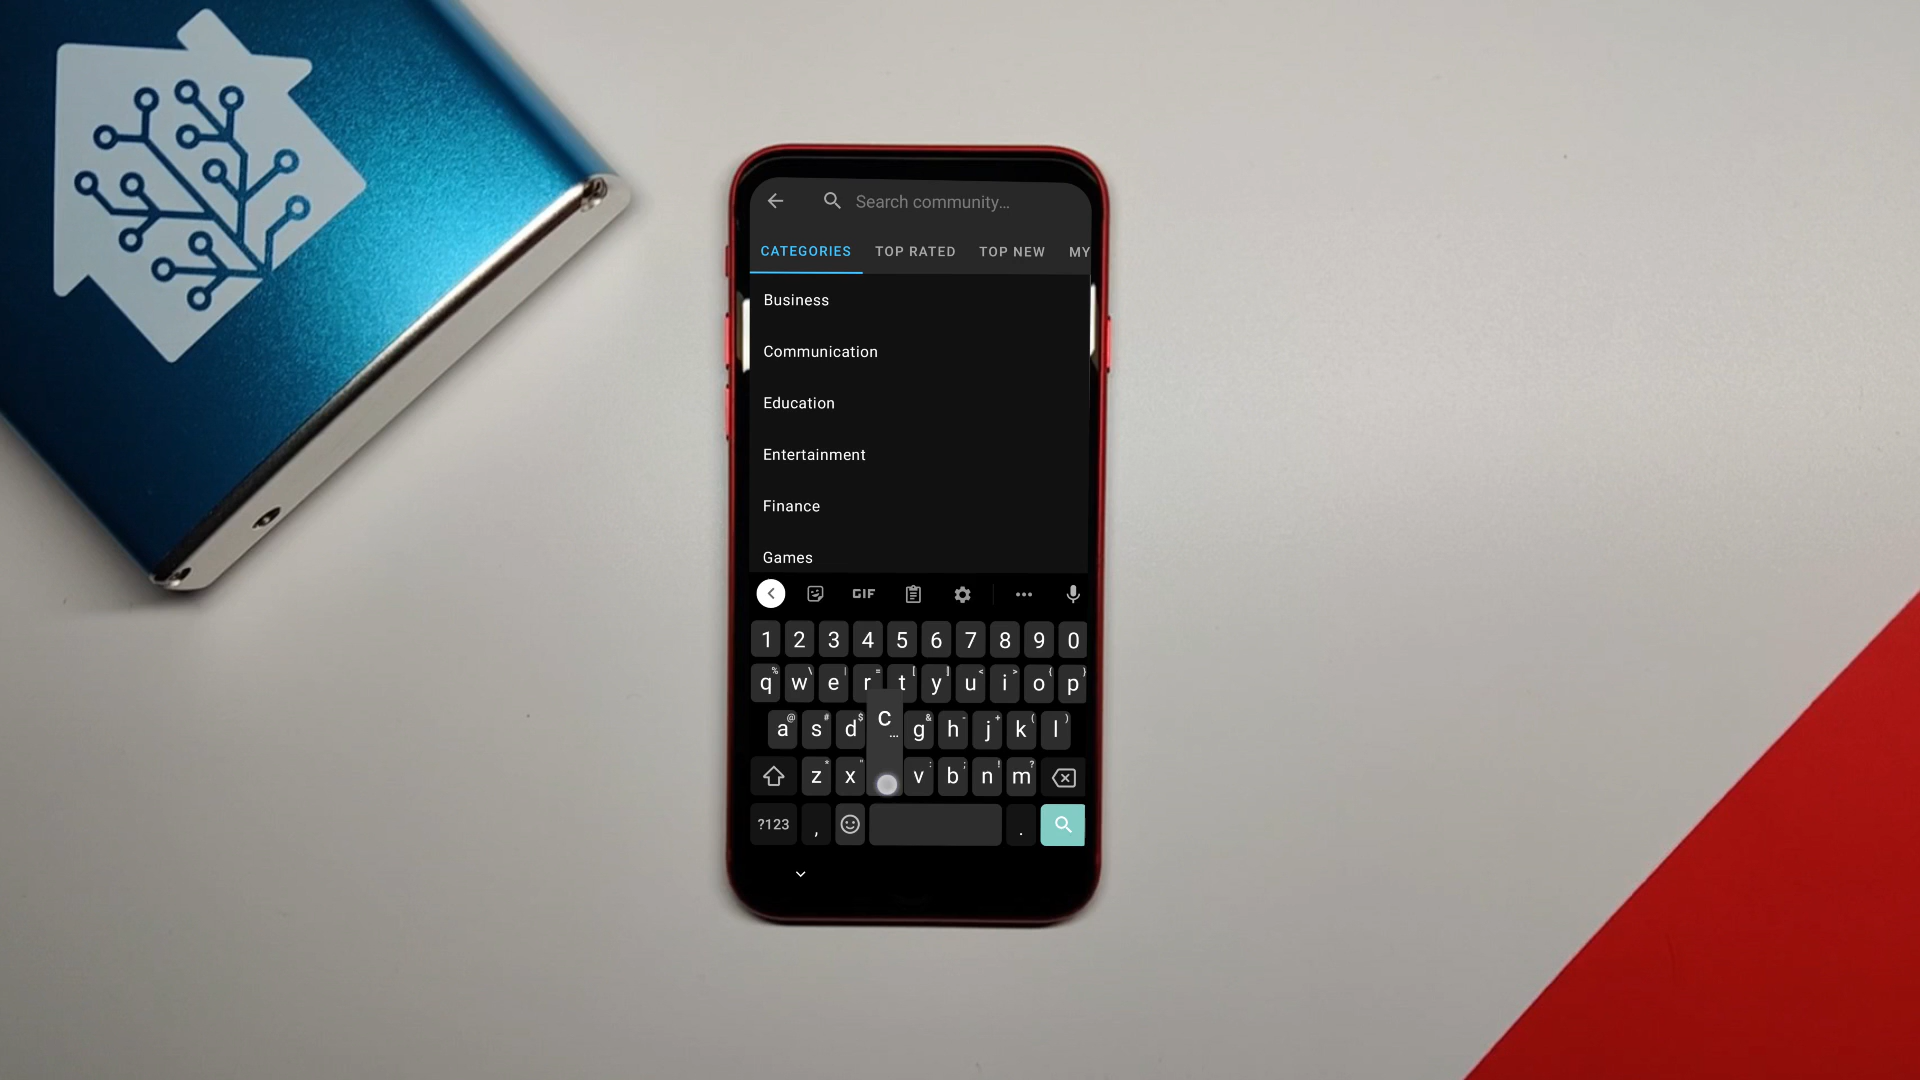 Search community...
CATEGORIES TOP RATED TOP NEW MY
Business
Communication
Education
Entertainment
Finance
Games
GIF
1 2 3 4 5 6 7 8 9 0
% \ | = [ ] < > { }
q w e r t y u i o p
@ # $ & - + ( )
a s d c g h j k l
...
* " : ; ! ?
z x v b n m
?123 , .